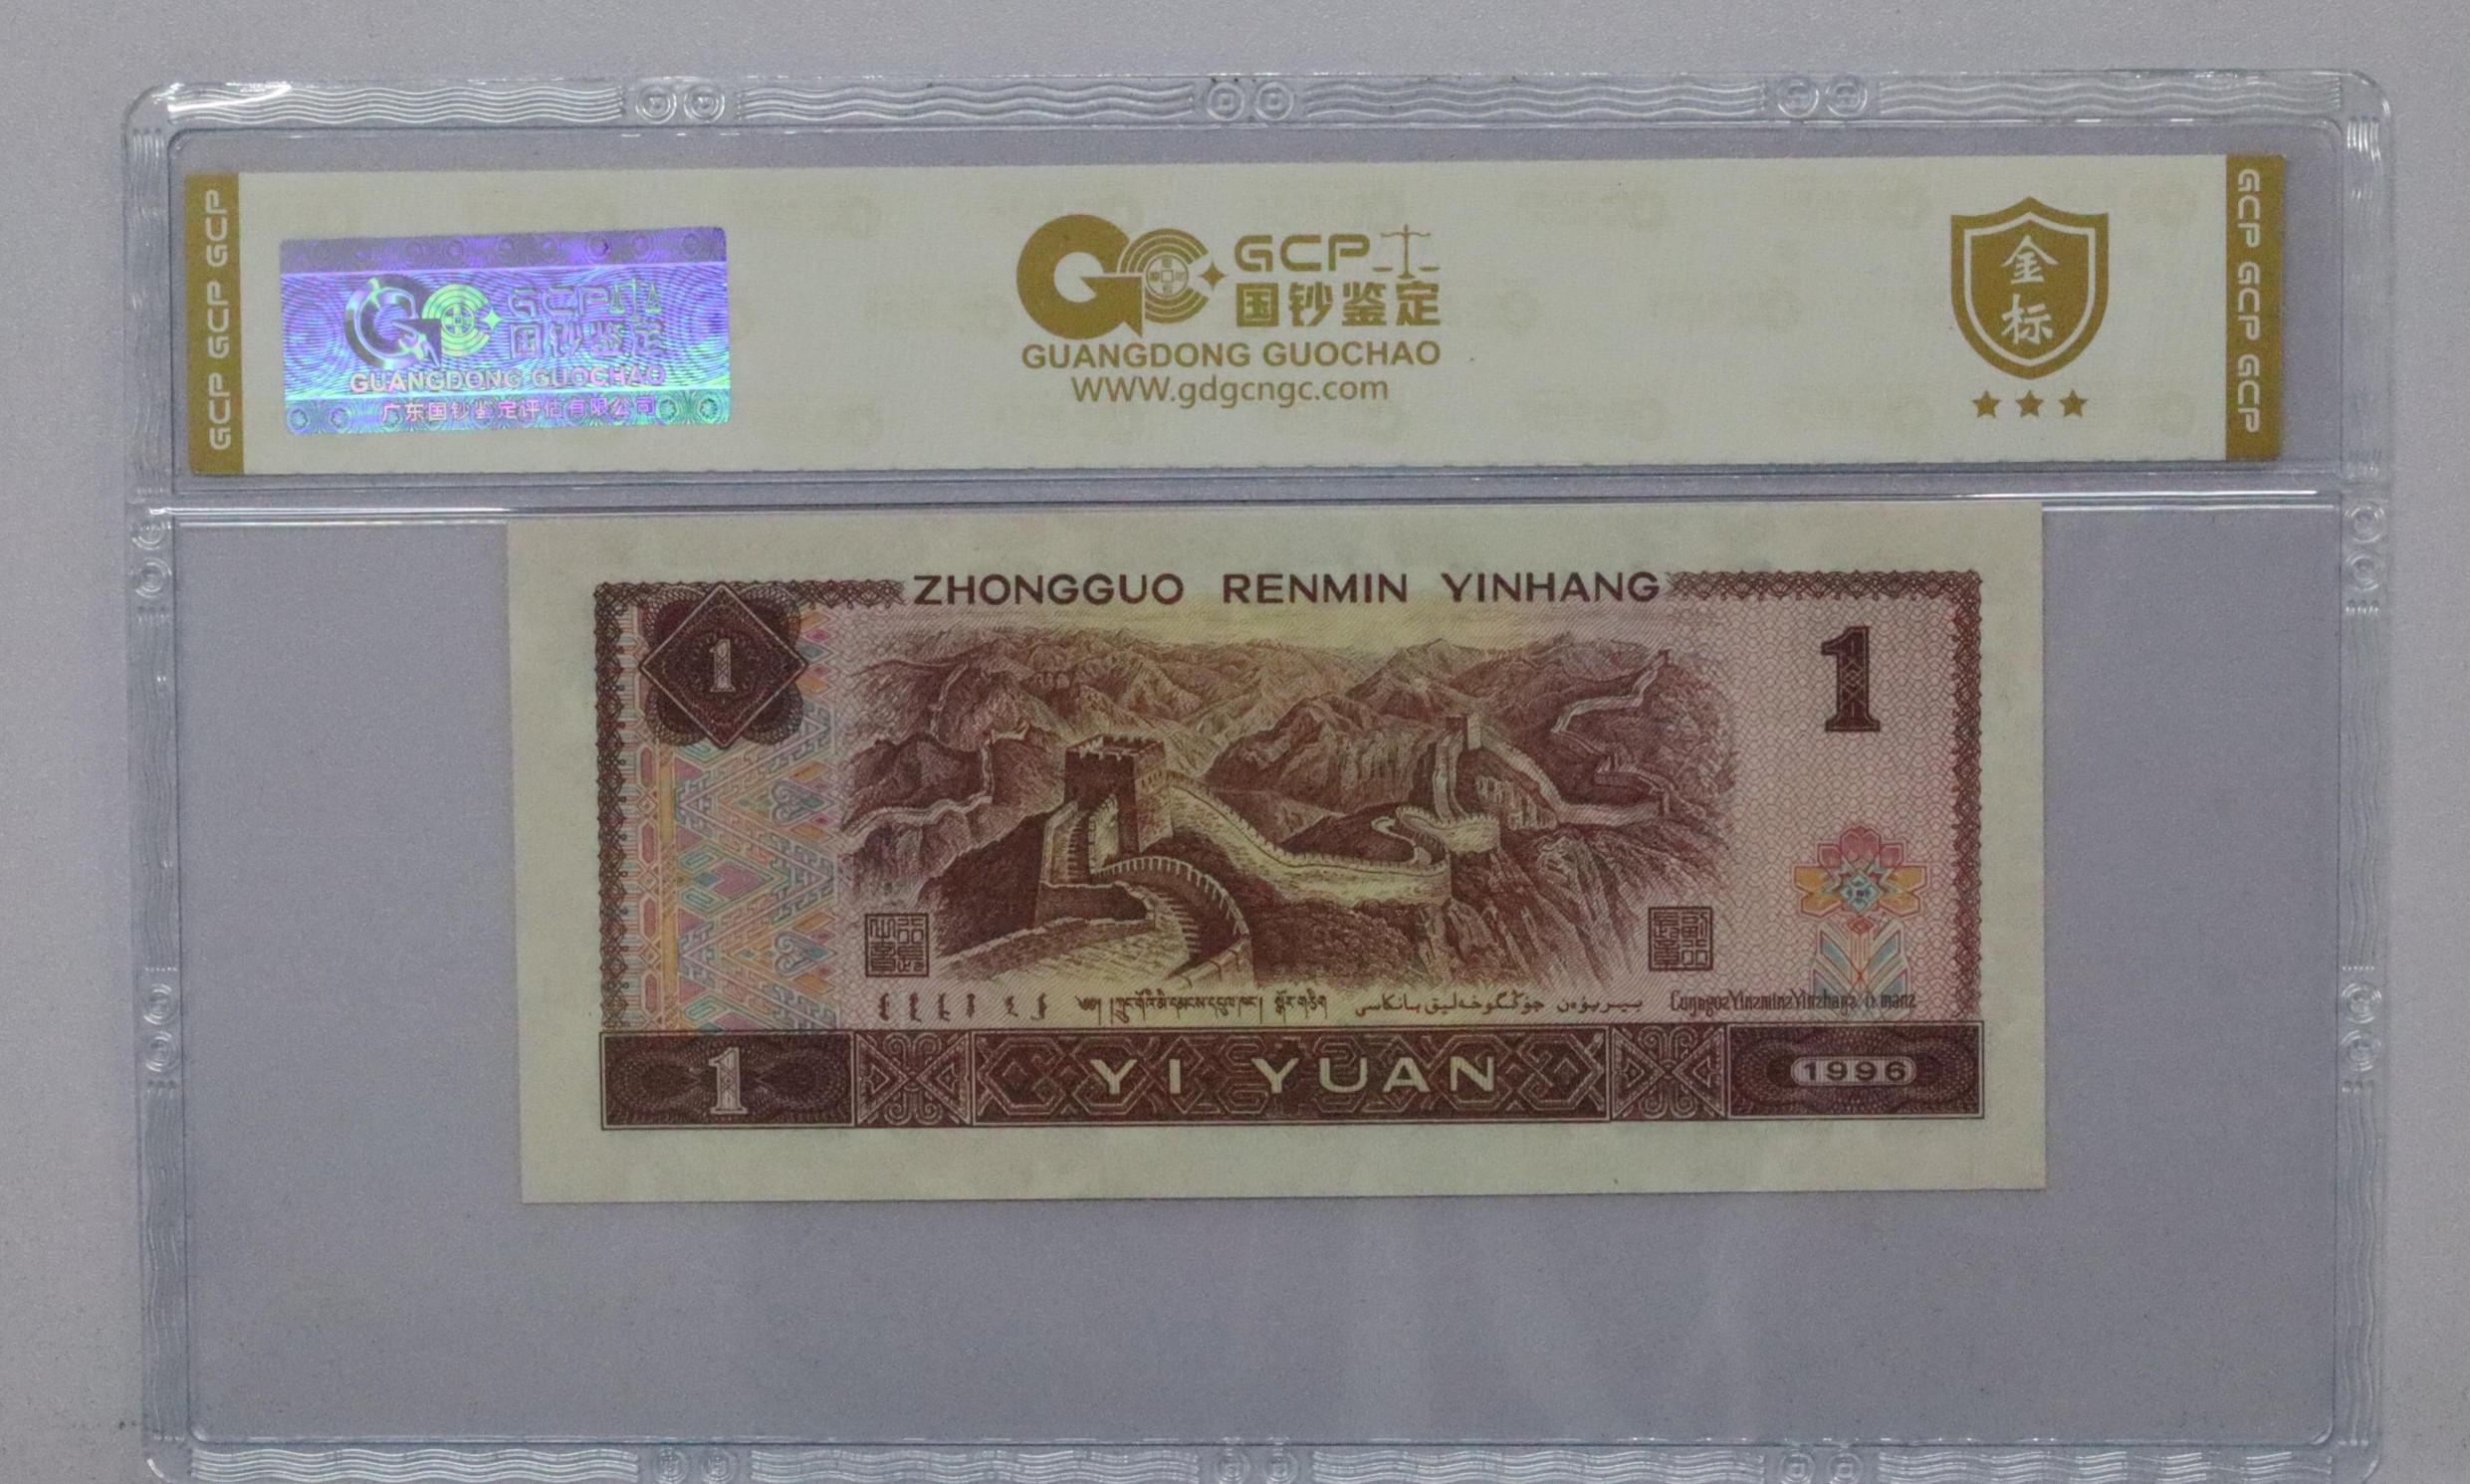 GCP GCP GCP
GCP
国钞鉴定
GUANGDONG GUOCHAO
广东国钞鉴定评估有限公司
GCP
国钞鉴定
GUANGDONG GUOCHAO
WWW.gdgcngc.com
金
标
GCP GCP GCP
ZHONGGUO RENMIN YINHANG
1
1
YI YUAN
1
1996